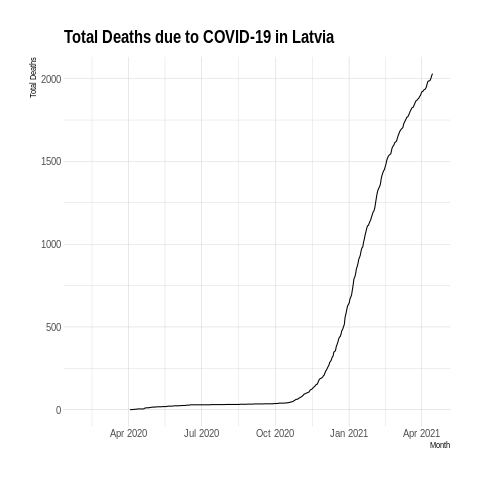 Total Deaths due to COVID-19 in Latvia
Total Deaths
2000
1500
1000
500
0
Apr 2020 Jul 2020 Oct 2020 Jan 2021 Apr 2021
Month